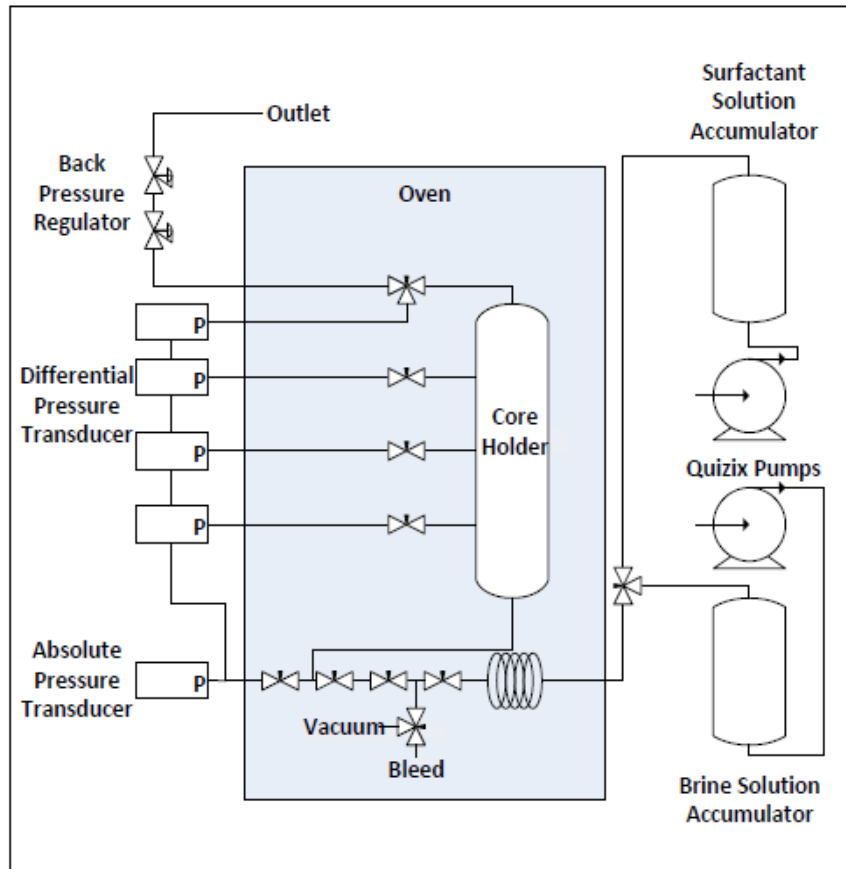 Surfactant
Solution
Accumulator
Outlet
Back
Pressure
Regulator
Oven
P
Differential
Pressure
Transducer
P
P
P
Core
Holder
Quizix Pumps
Absolute
Pressure
Transducer
P
Vacuum
Bleed
Brine Solution
Accumulator